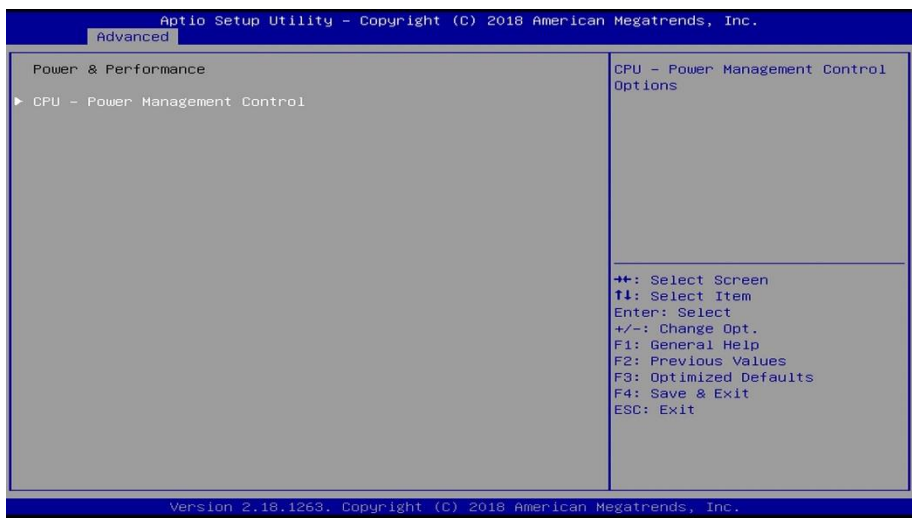 Aptio Setup Utility – Copyright (C) 2018 American Megatrends, Inc.
Advanced
Power & Performance
▶ CPU – Power Management Control
CPU – Power Management Control
Options
→←: Select Screen
↑↓: Select Item
Enter: Select
+/-: Change Opt.
F1: General Help
F2: Previous Values
F3: Optimized Defaults
F4: Save & Exit
ESC: Exit
Version 2.18.1263. Copyright (C) 2018 American Megatrends, Inc.